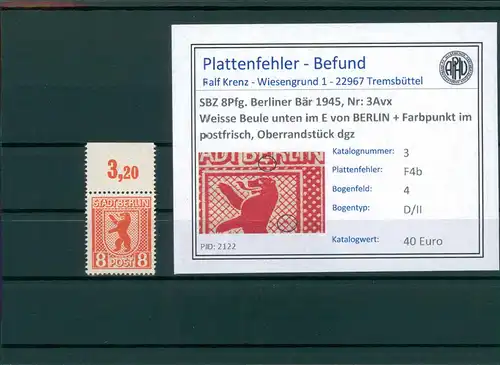 Plattenfehler - Befund
Ralf Krenz - Wiesengrund 1 - 22967 Tremsbüttel
SBZ 8Pfg. Berliner Bär 1945, Nr: 3Avx
Weisse Beule unten im E von BERLIN + Farbpunkt im
postfrisch, Oberrandstück dgz
Katalognummer: 3
Plattenfehler: F4b
Bogenfeld: 4
Bogentyp: D/II
Katalogwert: 40 Euro
TADT BERLIN
PID: 2122
3,20
STADT BERLIN
8 POST 8